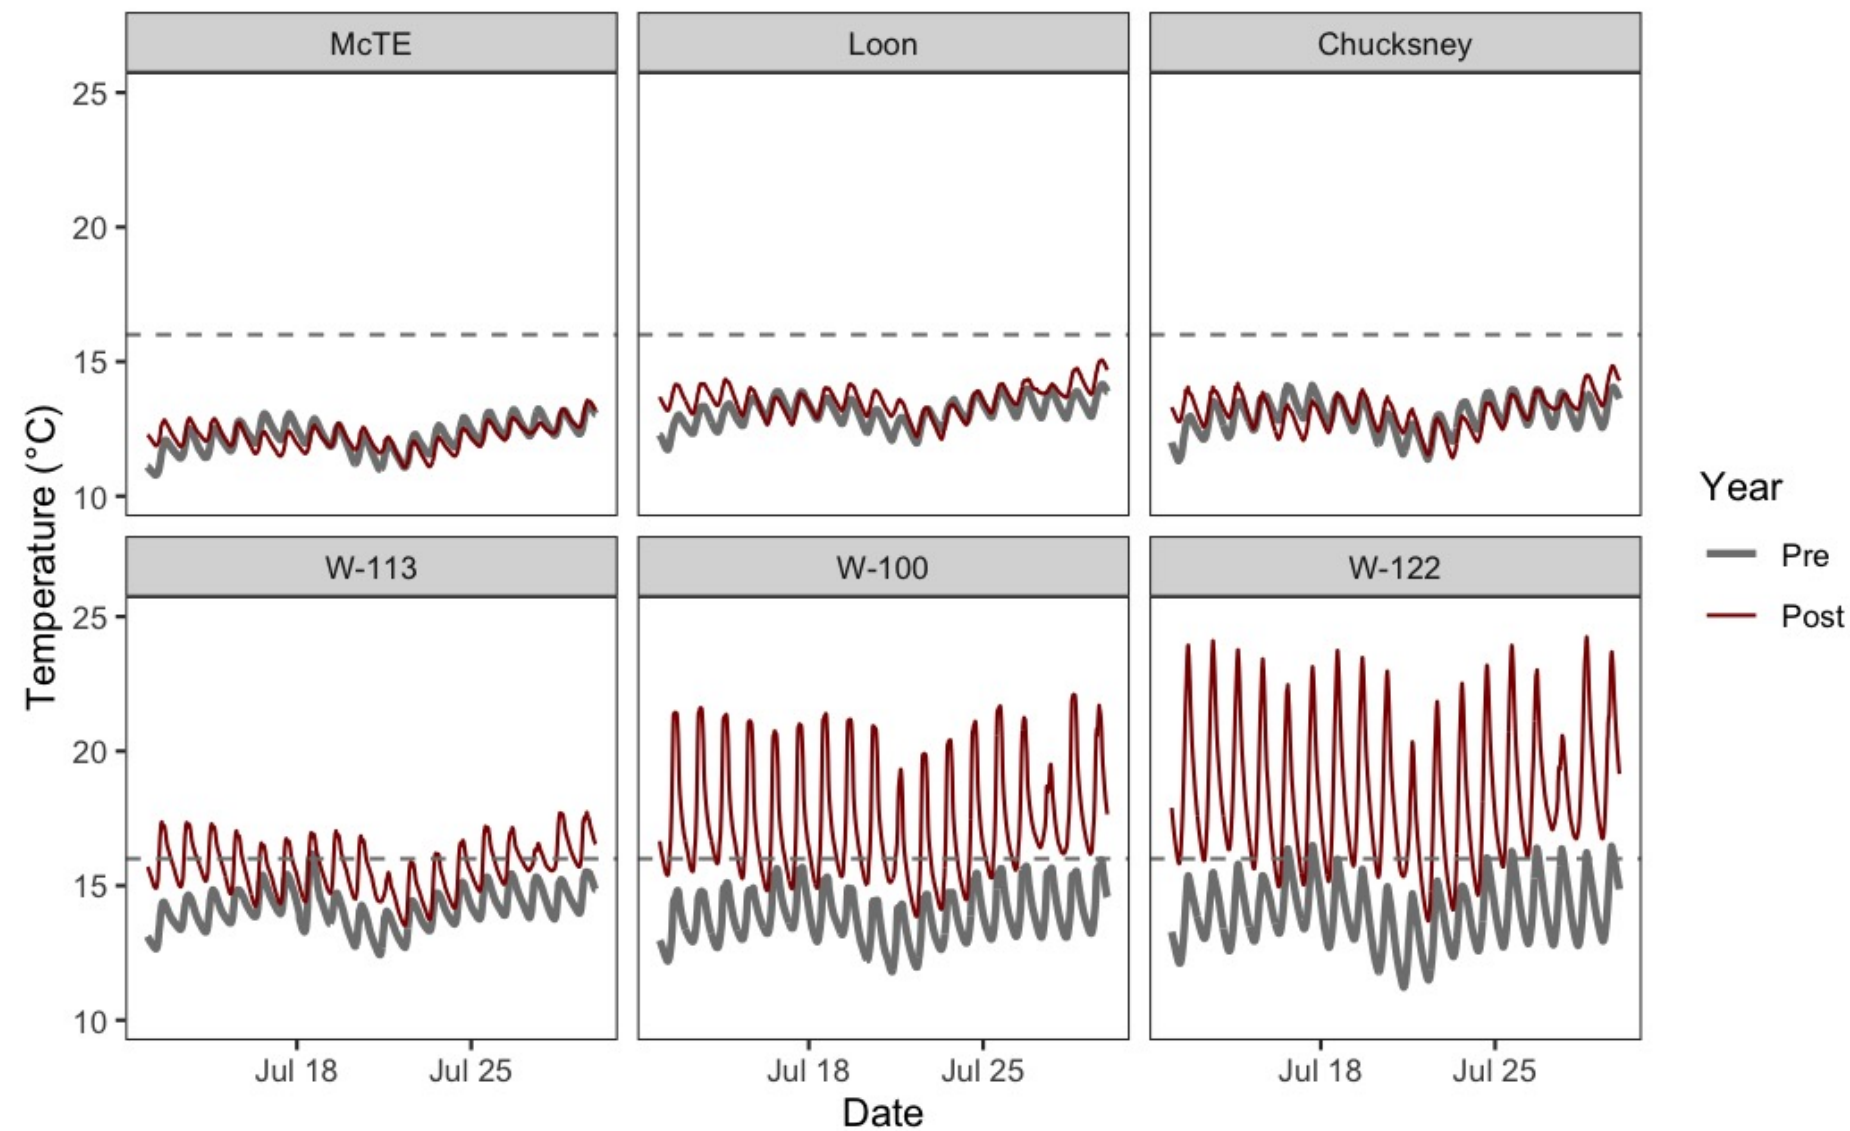 McTE Loon Chucksney
25
20
15
10
Temperature (°C)
W-113 W-100 W-122
25
20
15
10
Jul 18 Jul 25 Jul 18 Jul 25 Jul 18 Jul 25
Date
Year
Pre
Post